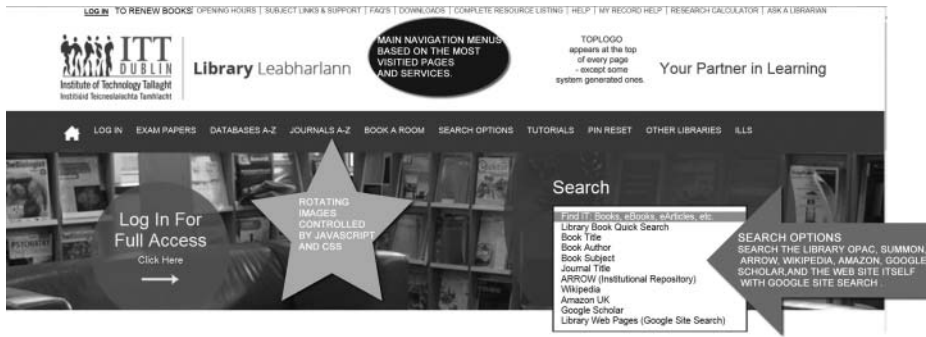 LOG IN TO RENEW BOOKS: OPENING HOURS | SUBJECT LINKS & SUPPORT | FAQ'S | DOWNLOADS | COMPLETE RESOURCE LISTING | HELP | MY RECORD HELP | RESEARCH CALCULATOR | ASK A LIBRARIAN
ITT
DUBLIN
Institute of Technology Tallaght
Institiúid Teicneolaíochta Tamhlacht
Library Leabharlann
MAIN NAVIGATION MENUS
BASED ON THE MOST
VISITIED PAGES
AND SERVICES.
TOPLOGO
appears at the top
of every page
- except some
system generated ones.
Your Partner in Learning
LOG IN EXAM PAPERS DATABASES A-Z JOURNALS A-Z BOOK A ROOM SEARCH OPTIONS TUTORIALS PIN RESET OTHER LIBRARIES ILLS
Log In For
Full Access
Click Here
ROTATING
IMAGES
CONTROLLED
BY JAVASCRIPT
AND CSS
Search
Find IT: Books, eBooks, eArticles, etc.
Library Book Quick Search
Book Title
Book Author
Book Subject
Journal Title
ARROW (Institutional Repository)
Wikipedia
Amazon UK
Google Scholar
Library Web Pages (Google Site Search)
SEARCH OPTIONS
SEARCH THE LIBRARY OPAC, SUMMON,
ARROW, WIKIPEDIA, AMAZON, GOOGLE
SCHOLAR,AND THE WEB SITE ITSELF
WITH GOOGLE SITE SEARCH .